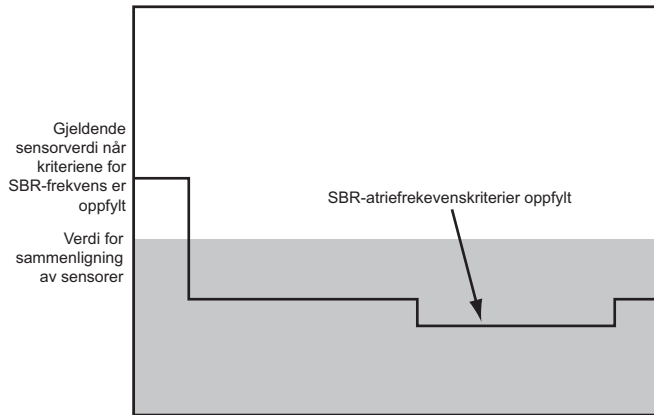 Gjeldende
sensorverdi når
kriteriene for
SBR-frekvens er
oppfylt
SBR-atriefrekevenskriterier oppfylt
Verdi for
sammenligning
av sensorer